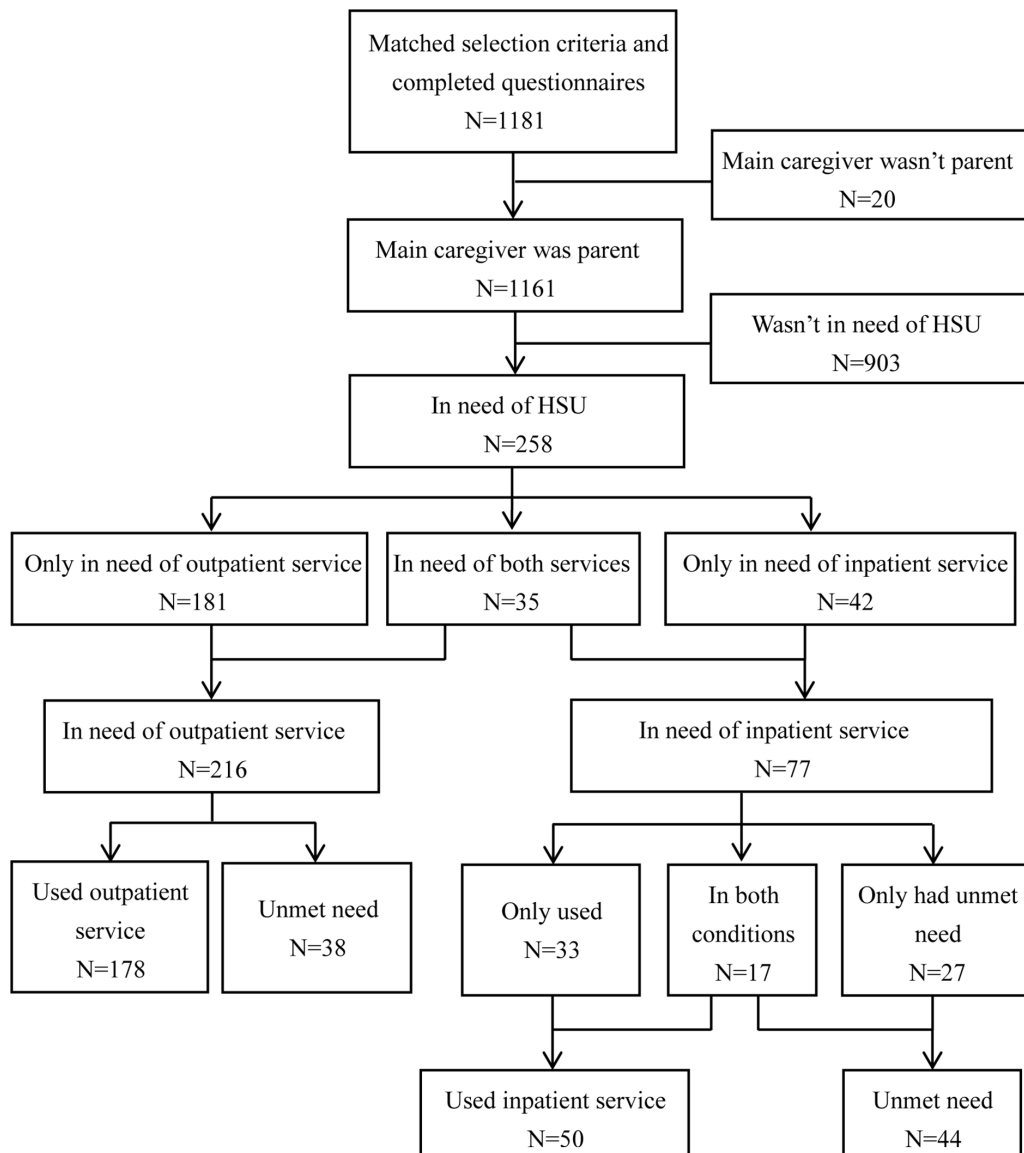 Matched selection criteria and
completed questionnaires
N=1181
Main caregiver wasn't parent
N=20
Main caregiver was parent
N=1161
Wasn't in need of HSU
N=903
In need of HSU
N=258
Only in need of outpatient service
N=181
In need of both services
N=35
Only in need of inpatient service
N=42
In need of outpatient service
N=216
In need of inpatient service
N=77
Used outpatient
service
N=178
Unmet need
N=38
Only used
N=33
In both
conditions
N=17
Only had unmet
need
N=27
Used inpatient service
N=50
Unmet need
N=44